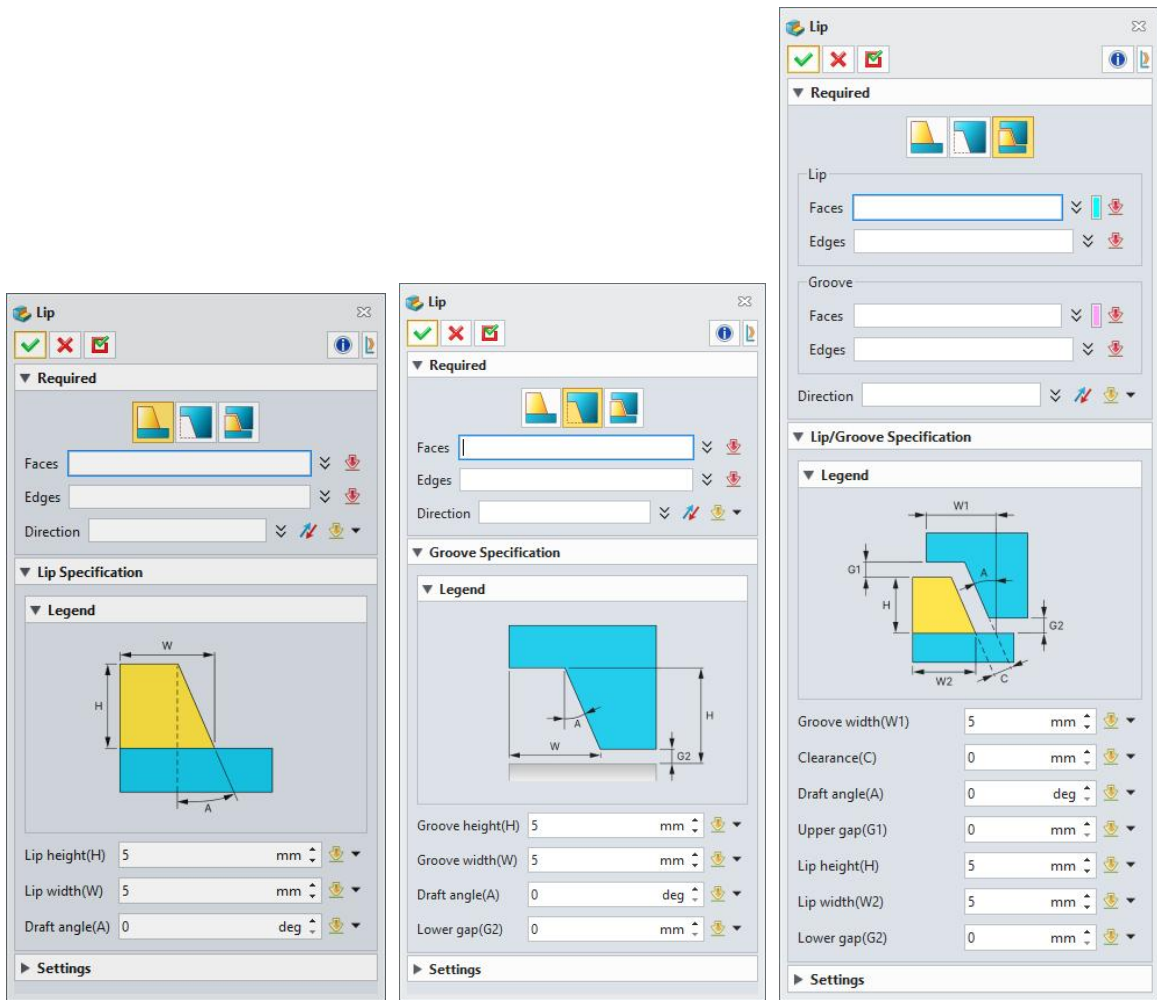 Lip
Required
Faces
Edges
Direction
Lip Specification
Legend
W
H
A
Lip height(H) 5 mm
Lip width(W) 5 mm
Draft angle(A) 0 deg
Settings
Lip
Required
Faces
Edges
Direction
Groove Specification
Legend
A
H
W
G2
Groove height(H) 5 mm
Groove width(W) 5 mm
Draft angle(A) 0 deg
Lower gap(G2) 0 mm
Settings
Lip
Required
Lip
Faces
Edges
Groove
Faces
Edges
Direction
Lip/Groove Specification
Legend
W1
G1
A
H
G2
W2
C
Groove width(W1) 5 mm
Clearance(C) 0 mm
Draft angle(A) 0 deg
Upper gap(G1) 0 mm
Lip height(H) 5 mm
Lip width(W2) 5 mm
Lower gap(G2) 0 mm
Settings